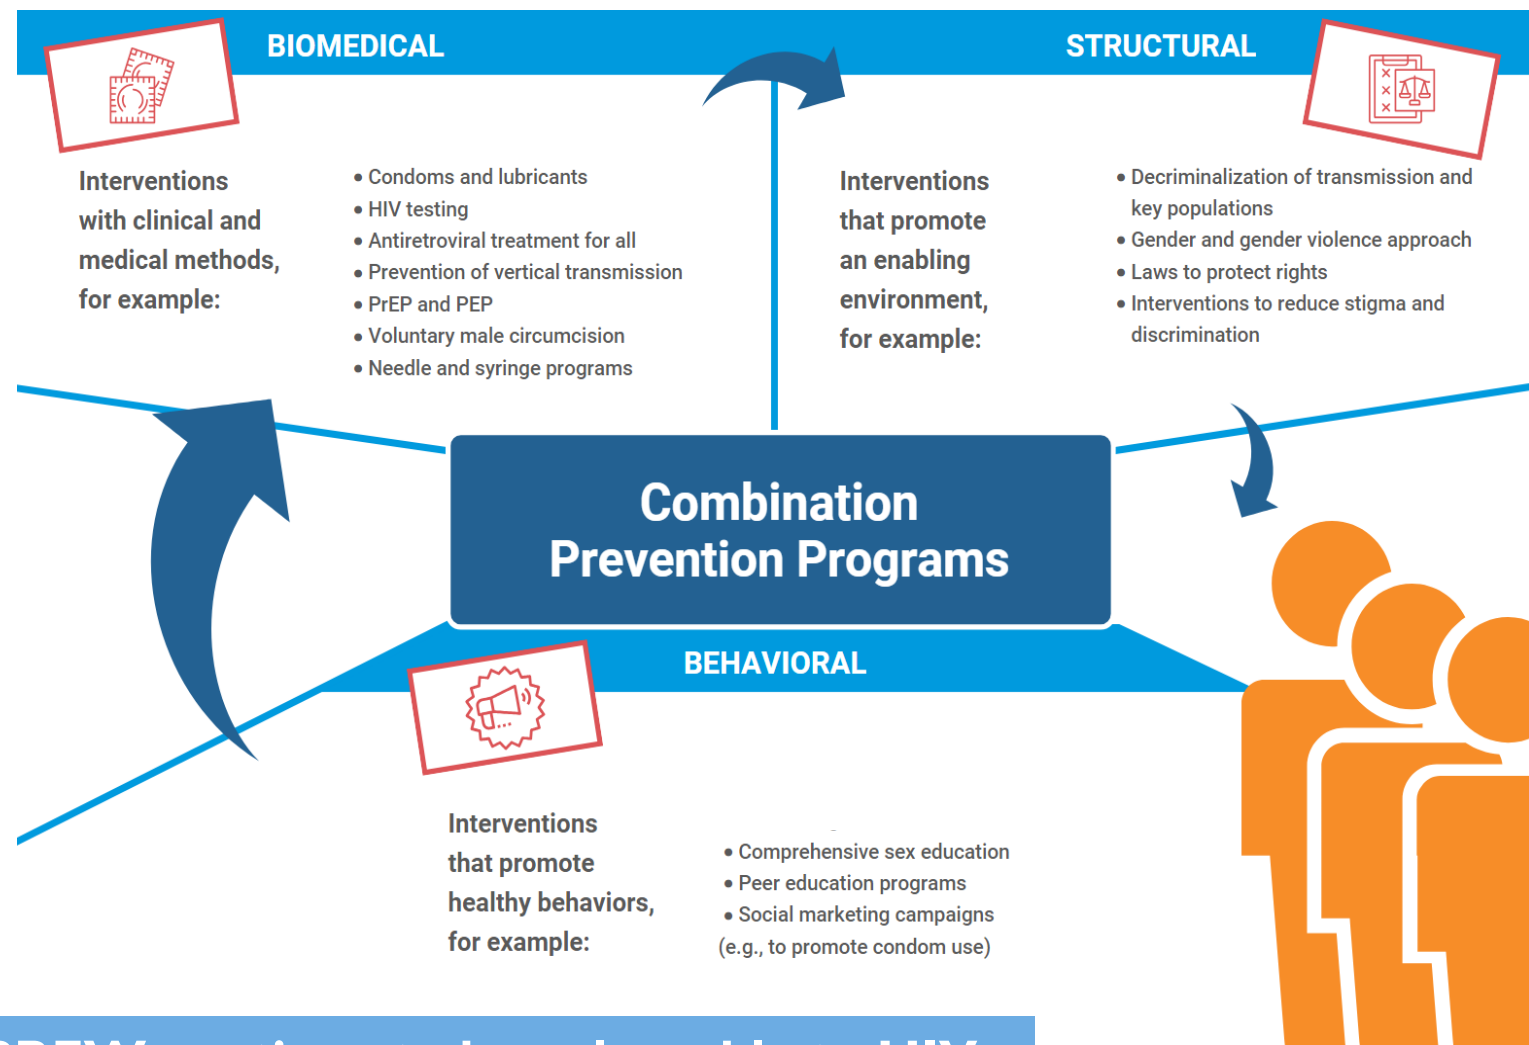 BIOMEDICAL
Interventions
with clinical and
medical methods,
for example:
• Condoms and lubricants
• HIV testing
• Antiretroviral treatment for all
• Prevention of vertical transmission
• PrEP and PEP
• Voluntary male circumcision
• Needle and syringe programs
STRUCTURAL
Interventions
that promote
an enabling
environment,
for example:
• Decriminalization of transmission and
key populations
• Gender and gender violence approach
• Laws to protect rights
• Interventions to reduce stigma and
discrimination
Combination
Prevention Programs
BEHAVIORAL
Interventions
that promote
healthy behaviors,
for example:
• Comprehensive sex education
• Peer education programs
• Social marketing campaigns
(e.g., to promote condom use)